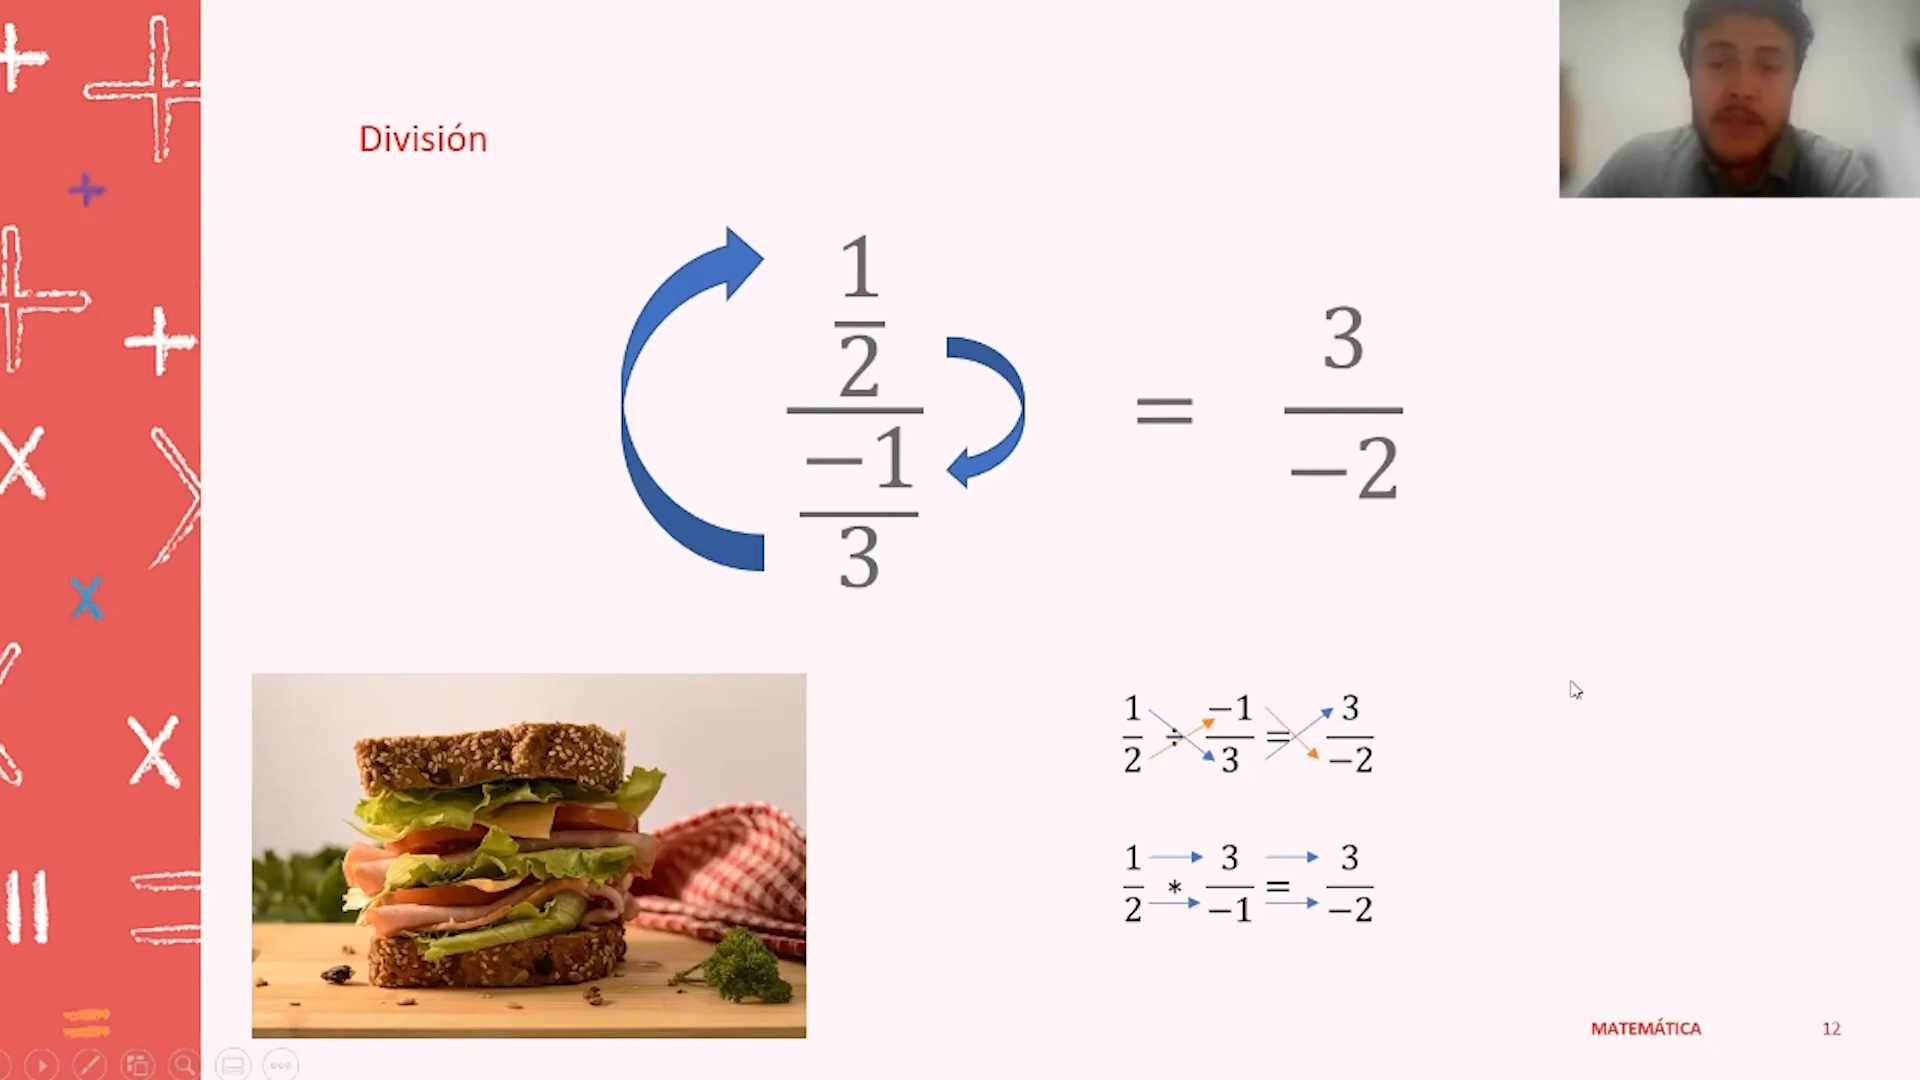 División
1
2
−1
3
=
3
−2
1 ÷ −1 = 3
2 3 −2
1 * 3 = 3
2 −1 −2
MATEMÁTICA 12